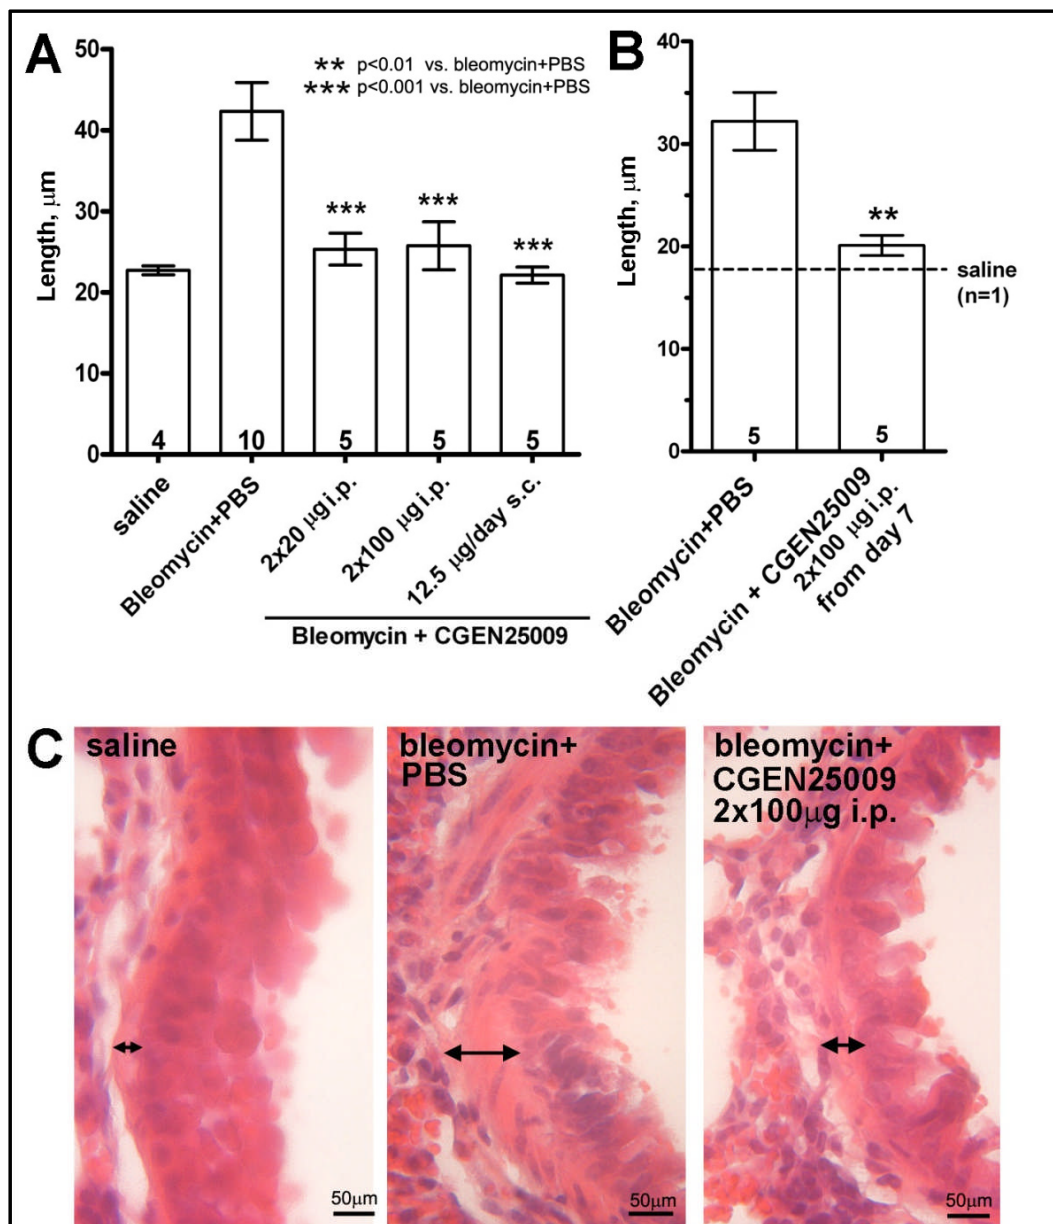 A
50
40
30
20
10
0
Length, μm
** p<0.01 vs. bleomycin+PBS
*** p<0.001 vs. bleomycin+PBS
***
***
***
4
10
5
5
5
saline
Bleomycin+PBS
2x20 μg i.p.
2x100 μg i.p.
12.5 μg/day s.c.
Bleomycin + CGEN25009
B
40
30
20
10
0
Length, μm
**
saline
(n=1)
5
5
Bleomycin+PBS
Bleomycin + CGEN25009
2x100 μg i.p.
from day 7
C
saline
50μm
bleomycin+
PBS
50μm
bleomycin+
CGEN25009
2x100μg i.p.
50μm